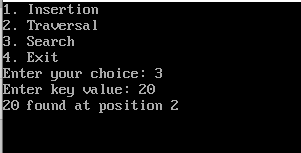 1. Insertion
2. Traversal
3. Search
4. Exit
Enter your choice: 3
Enter key value: 20
20 found at position 2